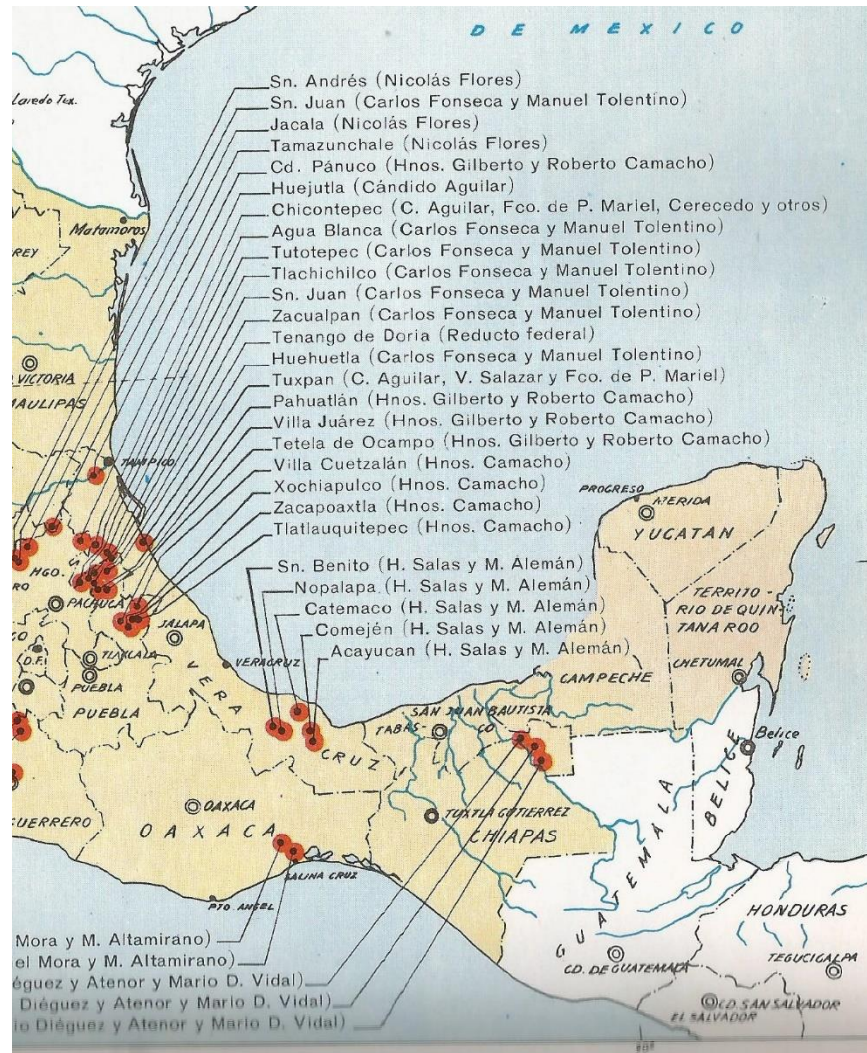 DE MEXICO
Laredo Tex.
Sn. Andrés (Nicolás Flores)
Sn. Juan (Carlos Fonseca y Manuel Tolentino)
Jacala (Nicolás Flores)
Tamazunchale (Nicolás Flores)
Cd. Pánuco (Hnos. Gilberto y Roberto Camacho)
Huejutla (Cándido Aguilar)
Chicontepec (C. Aguilar, Fco. de P. Mariel, Cerecedo y otros)
Agua Blanca (Carlos Fonseca y Manuel Tolentino)
Tutotepec (Carlos Fonseca y Manuel Tolentino)
Tlachichilco (Carlos Fonseca y Manuel Tolentino)
Sn. Juan (Carlos Fonseca y Manuel Tolentino)
Zacualpan (Carlos Fonseca y Manuel Tolentino)
Tenango de Doria (Reducto federal)
Huehuetla (Carlos Fonseca y Manuel Tolentino)
Tuxpan (C. Aguilar, V. Salazar y Fco. de P. Mariel)
Pahuatlán (Hnos. Gilberto y Roberto Camacho)
Villa Juárez (Hnos. Gilberto y Roberto Camacho)
Tetela de Ocampo (Hnos. Gilberto y Roberto Camacho)
Villa Cuetzalán (Hnos. Camacho)
Xochiapulco (Hnos. Camacho)
Zacapoaxtla (Hnos. Camacho)
Tlatlauquitepec (Hnos. Camacho)
Sn. Benito (H. Salas y M. Alemán)
Nopalapa (H. Salas y M. Alemán)
Catemaco (H. Salas y M. Alemán)
Comején (H. Salas y M. Alemán)
Acayucan (H. Salas y M. Alemán)
Matamoros
REY
VICTORIA
MAULIPAS
TAMPICO
HGO.
RO
PACHUCA
JALAPA
D.F.
TLAXCALA
PUEBLA
PUEBLA
VERACRUZ
VERA
CRUZ
GUERRERO
OAXACA
OAXACA
SALINA CRUZ
PTO. ANGEL
PROGRESO
MERIDA
YUCATAN
TERRITO-
RIO DE QUIN-
TANA ROO
CHETUMAL
CAMPECHE
SAN JUAN BAUTISTA
TABAS-
CO
TUXTLA GUTIERREZ
CHIAPAS
Belice
BELICE
GUATEMALA
CD. DE GUATEMALA
HONDURAS
TEGUCIGALPA
CD. SAN SALVADOR
EL SALVADOR
Mora y M. Altamirano)
el Mora y M. Altamirano)
éguez y Atenor y Mario D. Vidal)
Diéguez y Atenor y Mario D. Vidal)
io Diéguez y Atenor y Mario D. Vidal)